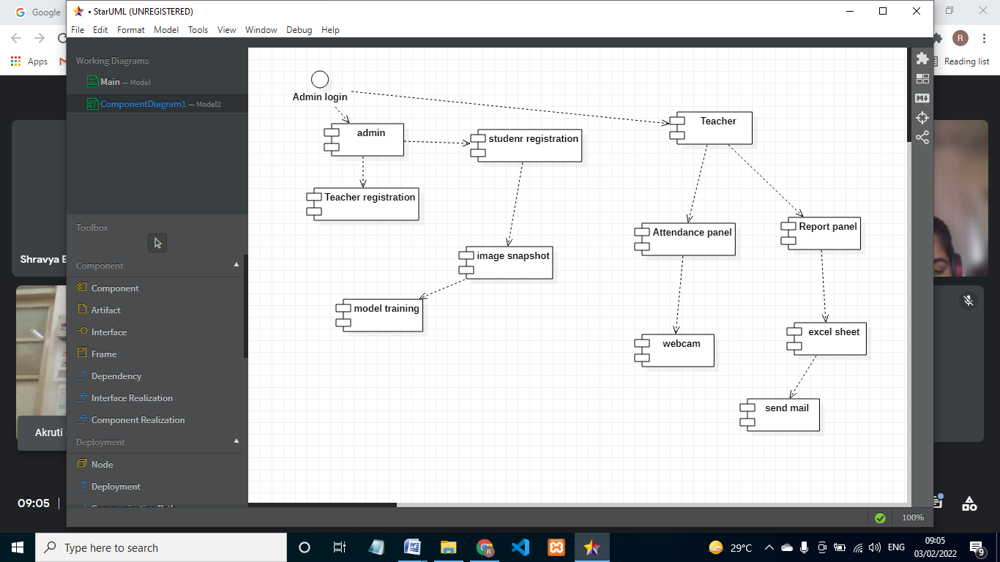 Google
• StarUML (UNREGISTERED)
File Edit Format Model Tools View Window Debug Help
R
Apps
Reading list
Working Diagrams
Main — Model
ComponentDiagram1 — Model2
Toolbox
Component
Component
Artifact
Interface
Frame
Dependency
Interface Realization
Component Realization
Deployment
Node
Deployment
Admin login
admin
studenr registration
Teacher
Teacher registration
Attendance panel
Report panel
image snapshot
model training
webcam
excel sheet
send mail
M
Shravya
Akruti
09:05
100%
Type here to search
29°C
ENG
09:05
03/02/2022
9